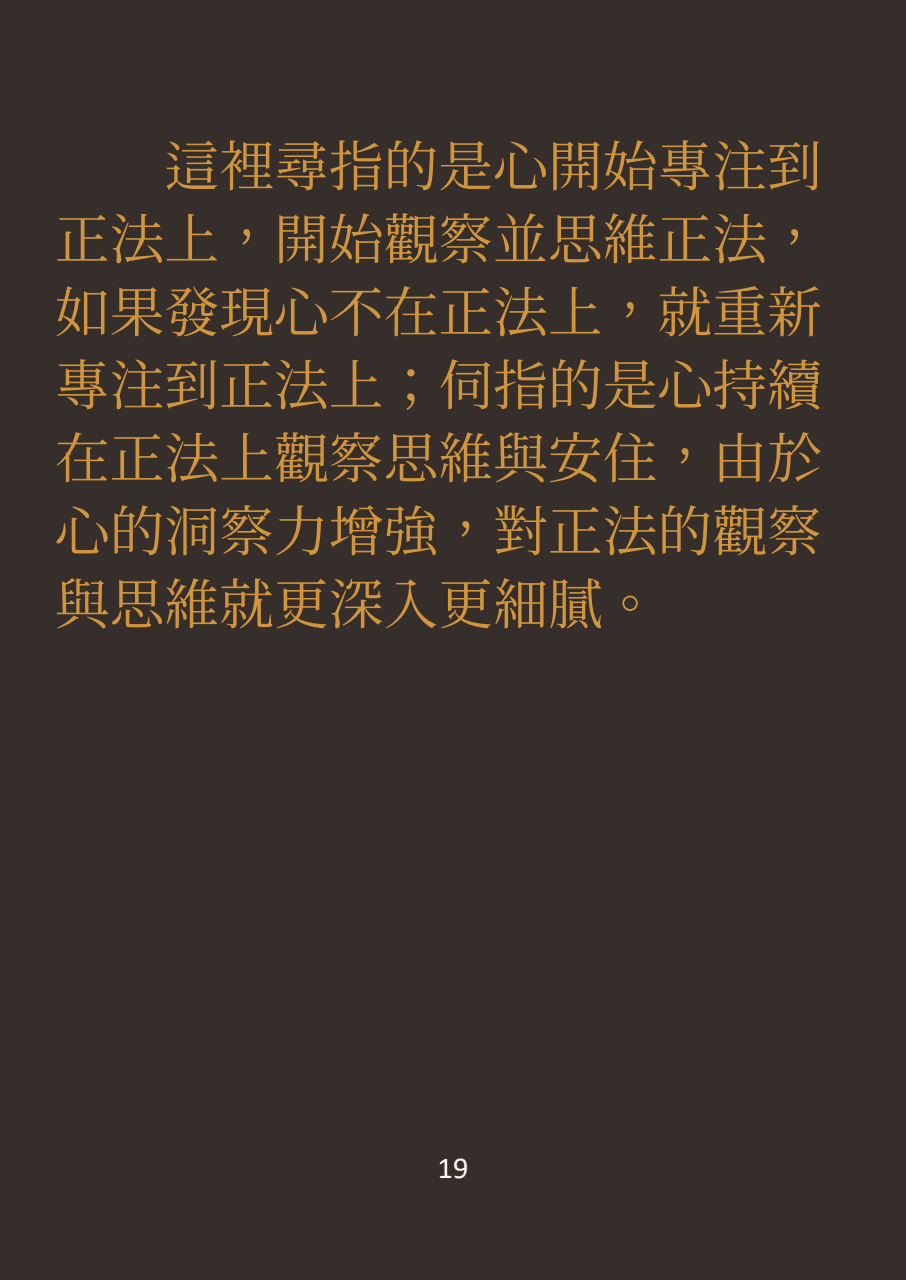 這裡尋指的是心開始專注到
正法上，開始觀察並思維正法，
如果發現心不在正法上，就重新
專注到正法上；伺指的是心持續
在正法上觀察思維與安住，由於
心的洞察力增強，對正法的觀察
與思維就更深入更細膩。
19